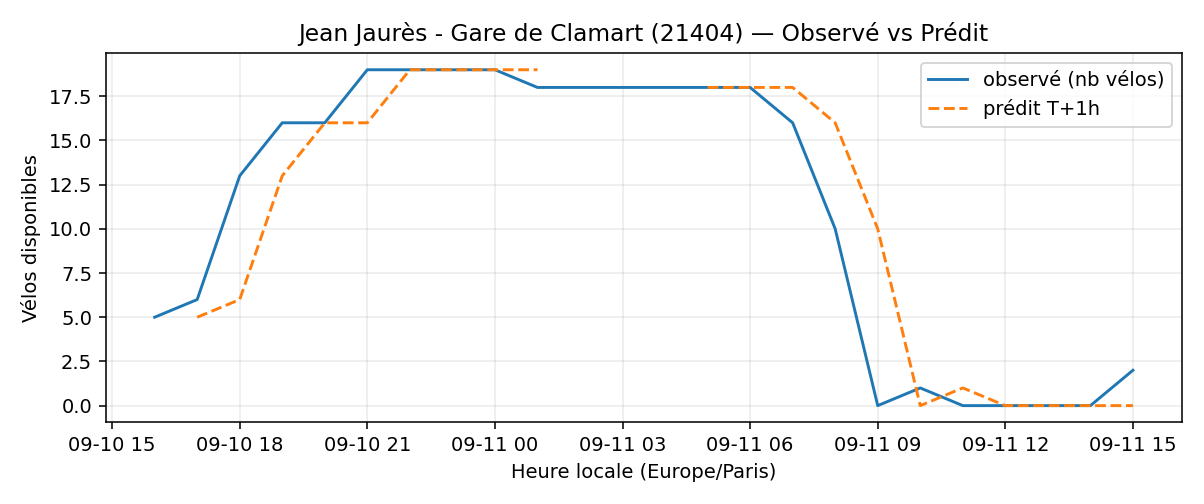 Jean Jaurès - Gare de Clamart (21404) — Observé vs Prédit
observé (nb vélos)
prédit T+1h
Vélos disponibles
17.5
15.0
12.5
10.0
7.5
5.0
2.5
0.0
09-10 15 09-10 18 09-10 21 09-11 00 09-11 03 09-11 06 09-11 09 09-11 12 09-11 15
Heure locale (Europe/Paris)